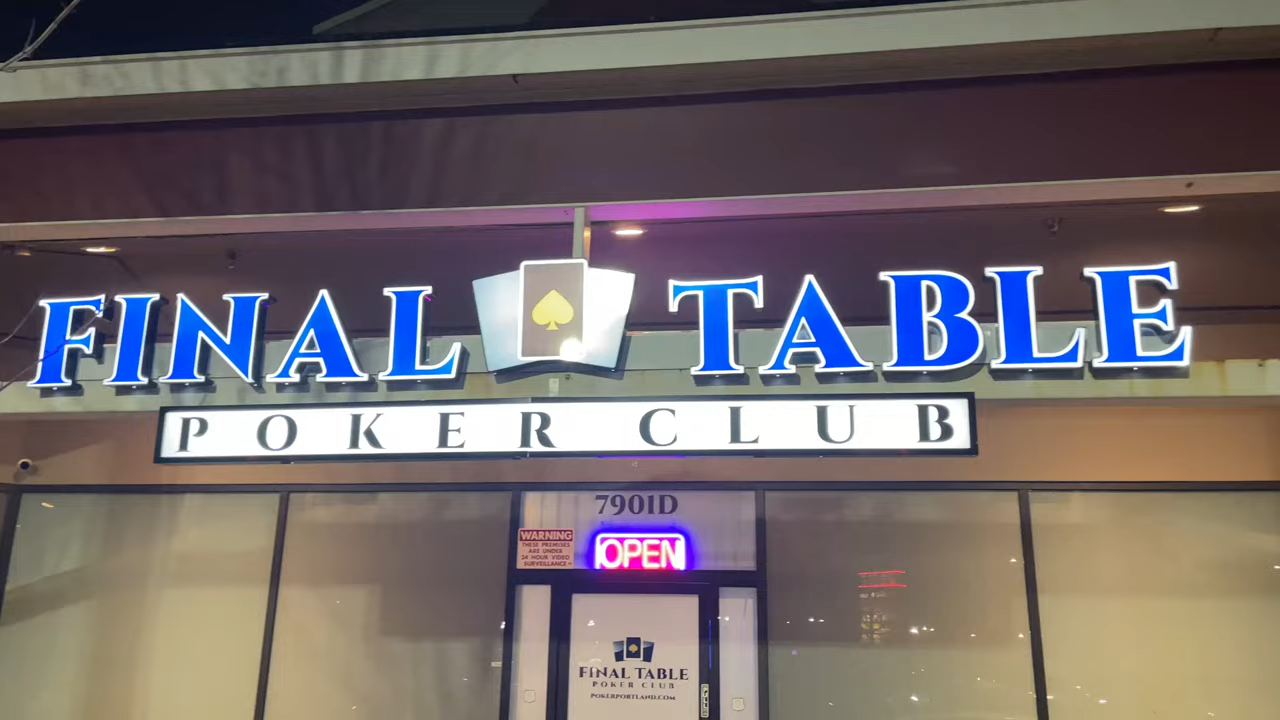 FINAL TABLE
POKER CLUB
7901D
WARNING
THESE PREMISES
ARE UNDER
24 HOUR VIDEO
SURVEILLANCE
OPEN
FINAL TABLE
POKER CLUB
POKERPORTLAND.COM
PULL